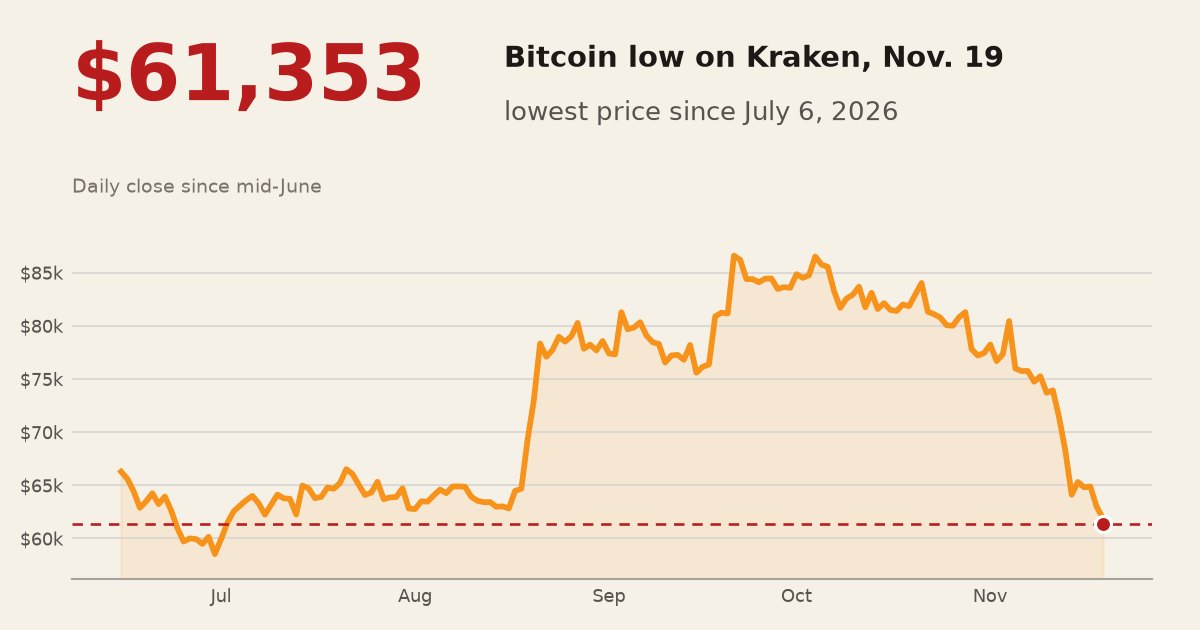 $61,353
Bitcoin low on Kraken, Nov. 19
lowest price since July 6, 2026
Daily close since mid-June
$85k
$80k
$75k
$70k
$65k
$60k
Jul Aug Sep Oct Nov